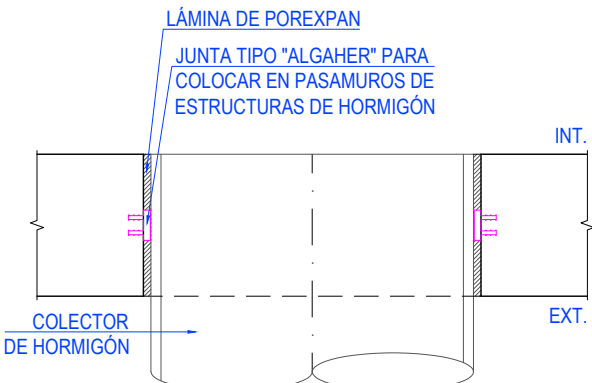 LÁMINA DE POREXPAN
JUNTA TIPO "ALGAHER" PARA
COLOCAR EN PASAMUROS DE
ESTRUCTURAS DE HORMIGÓN
INT.
EXT.
COLECTOR
DE HORMIGÓN